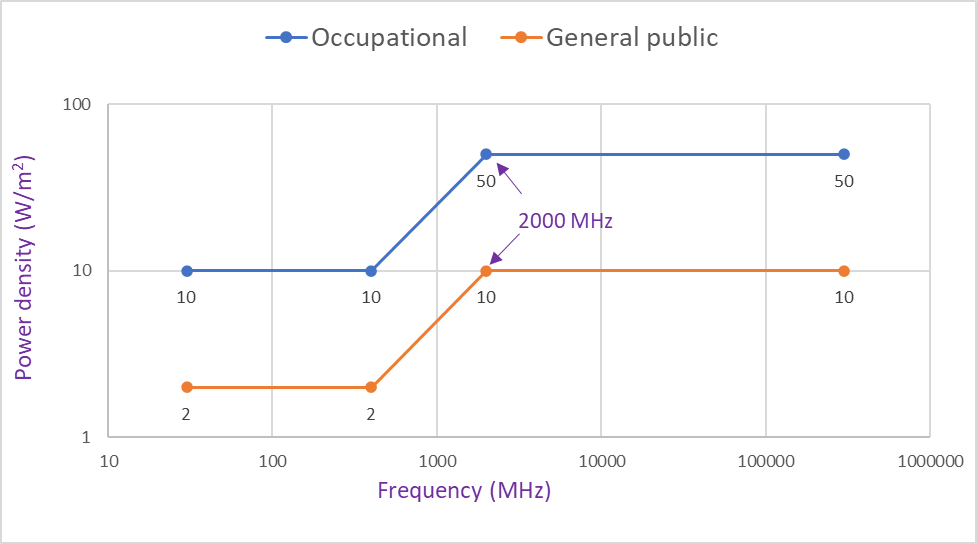 Occupational General public
100
50 50
2000 MHz
10
10 10 10 10
2 2
1
10 100 1000 10000 100000 1000000
Frequency (MHz)
Power density (W/m²)